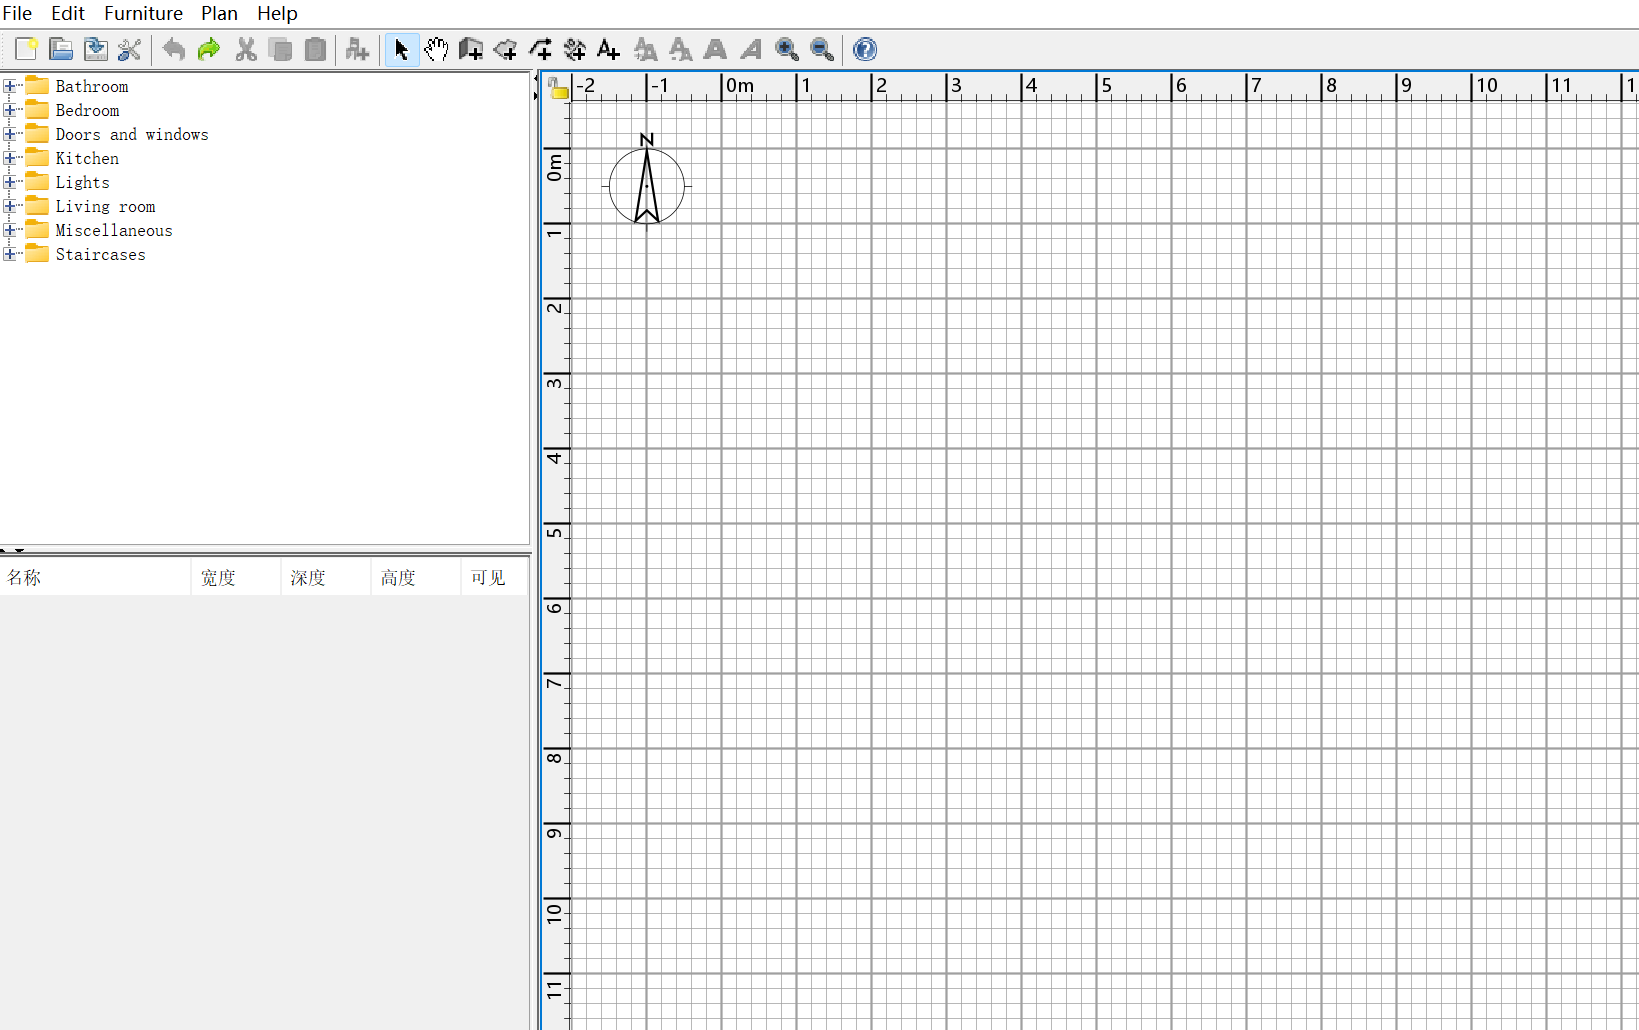 File Edit Furniture Plan Help
Bathroom
Bedroom
Doors and windows
Kitchen
Lights
Living room
Miscellaneous
Staircases
名称 宽度 深度 高度 可见
-2 -1 0m 1 2 3 4 5 6 7 8 9 10 11 1
N
0m
1
2
3
4
5
6
7
8
9
10
11